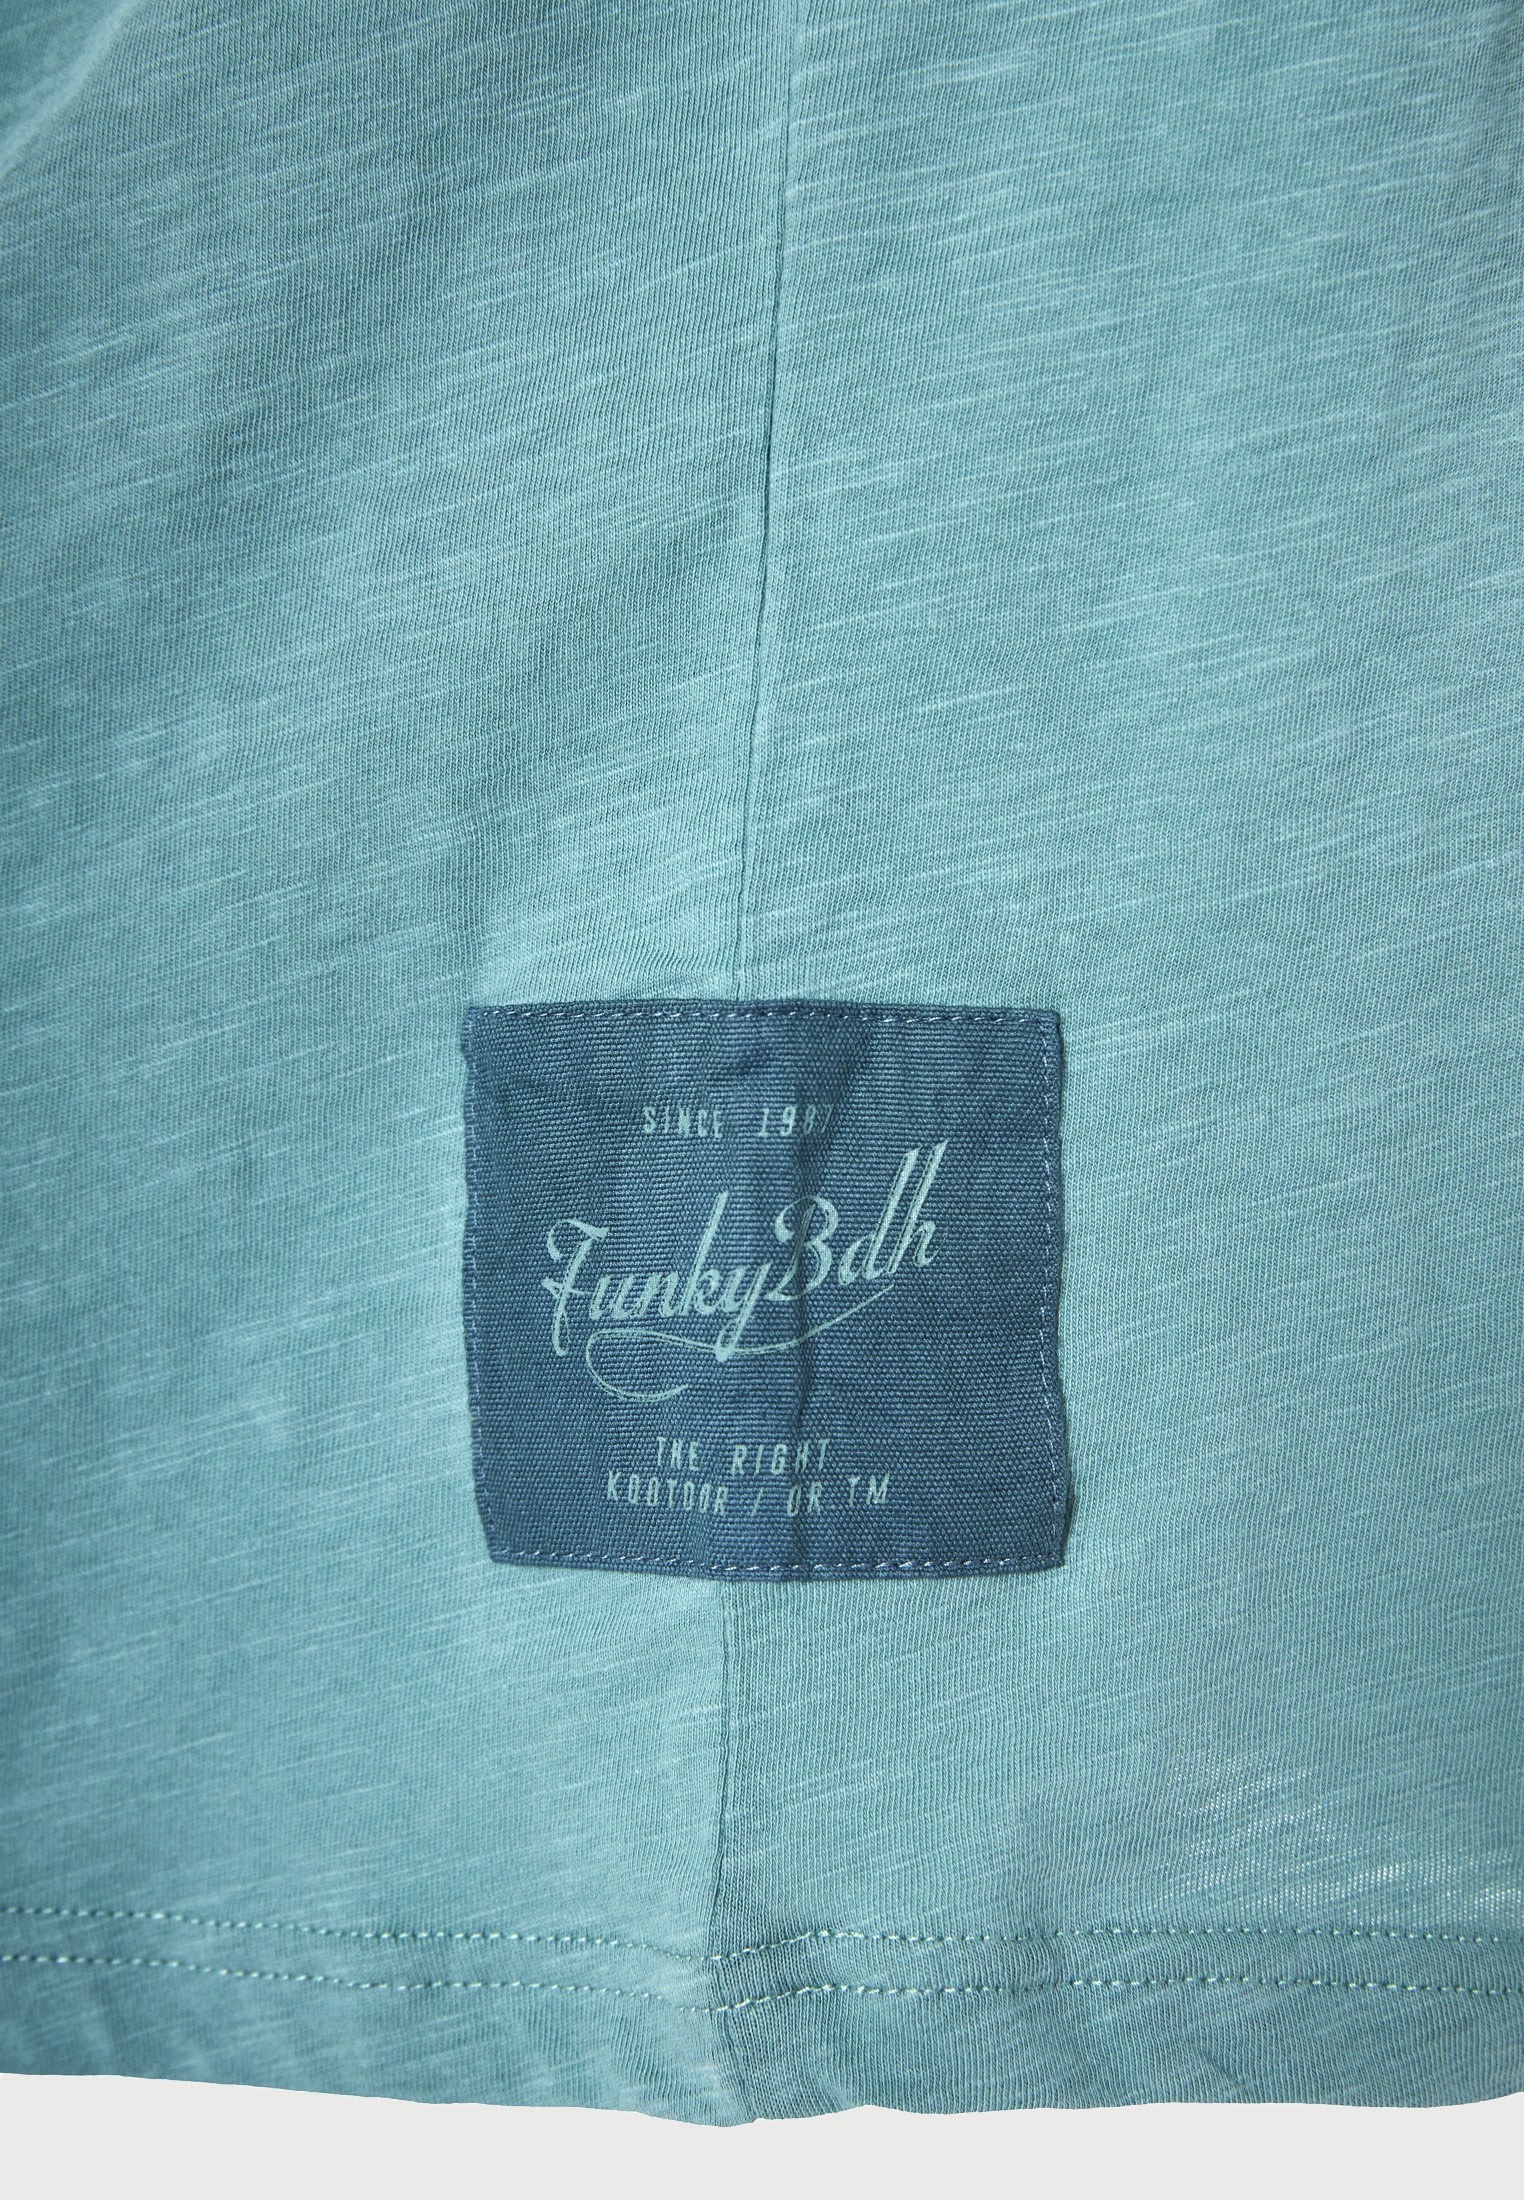 SINCE 1987
FunkyBdh
THE RIGHT
KOOTOOR / OR.TM